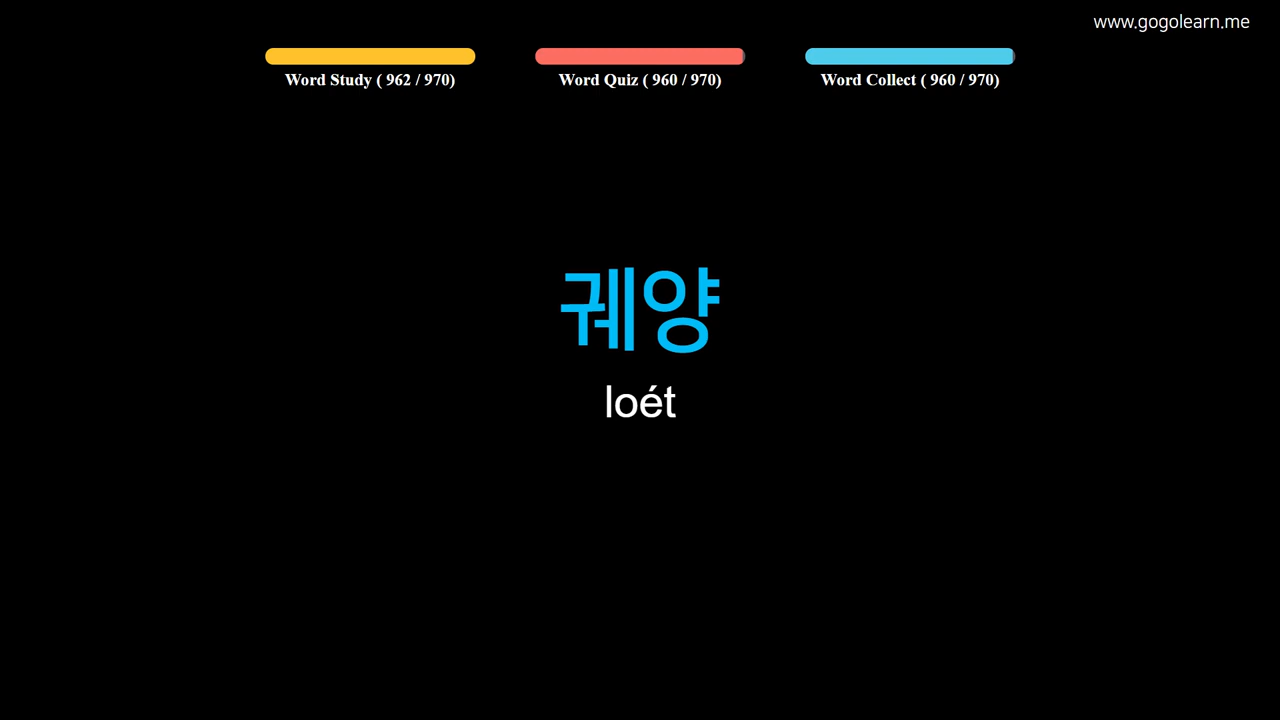 www.gogolearn.me
Word Study ( 962 / 970)
Word Quiz ( 960 / 970)
Word Collect ( 960 / 970)
궤양
loét